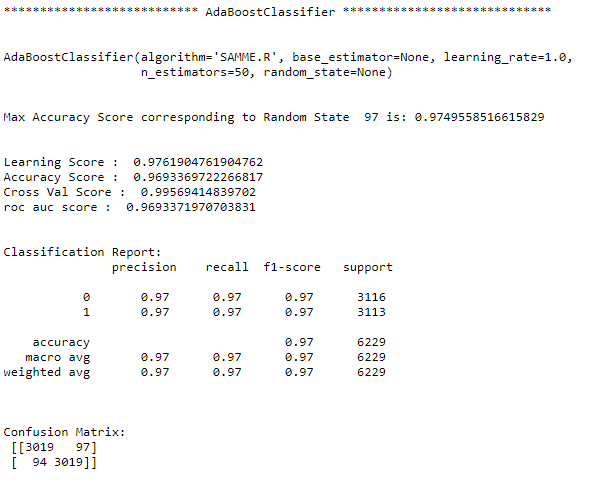 *************************** AdaBoostClassifier *****************************
AdaBoostClassifier(algorithm='SAMME.R', base_estimator=None, learning_rate=1.0,
n_estimators=50, random_state=None)
Max Accuracy Score corresponding to Random State  97 is: 0.9749558516615829
Learning Score :  0.9761904761904762
Accuracy Score :  0.9693369722266817
Cross Val Score :  0.99569414839702
roc auc score :  0.9693371970703831
Classification Report:
precision    recall  f1-score   support
0       0.97      0.97      0.97      3116
1       0.97      0.97      0.97      3113
accuracy                           0.97      6229
macro avg       0.97      0.97      0.97      6229
weighted avg       0.97      0.97      0.97      6229
Confusion Matrix:
[[3019   97]
[  94 3019]]